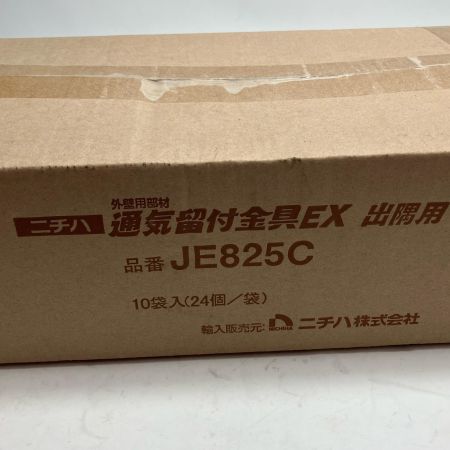 外壁用部材
ニチハ 通気留付金具EX 出隅用
品番 JE825C
10袋入(24個/袋)
輸入販売元: NICHIHA ニチハ株式会社